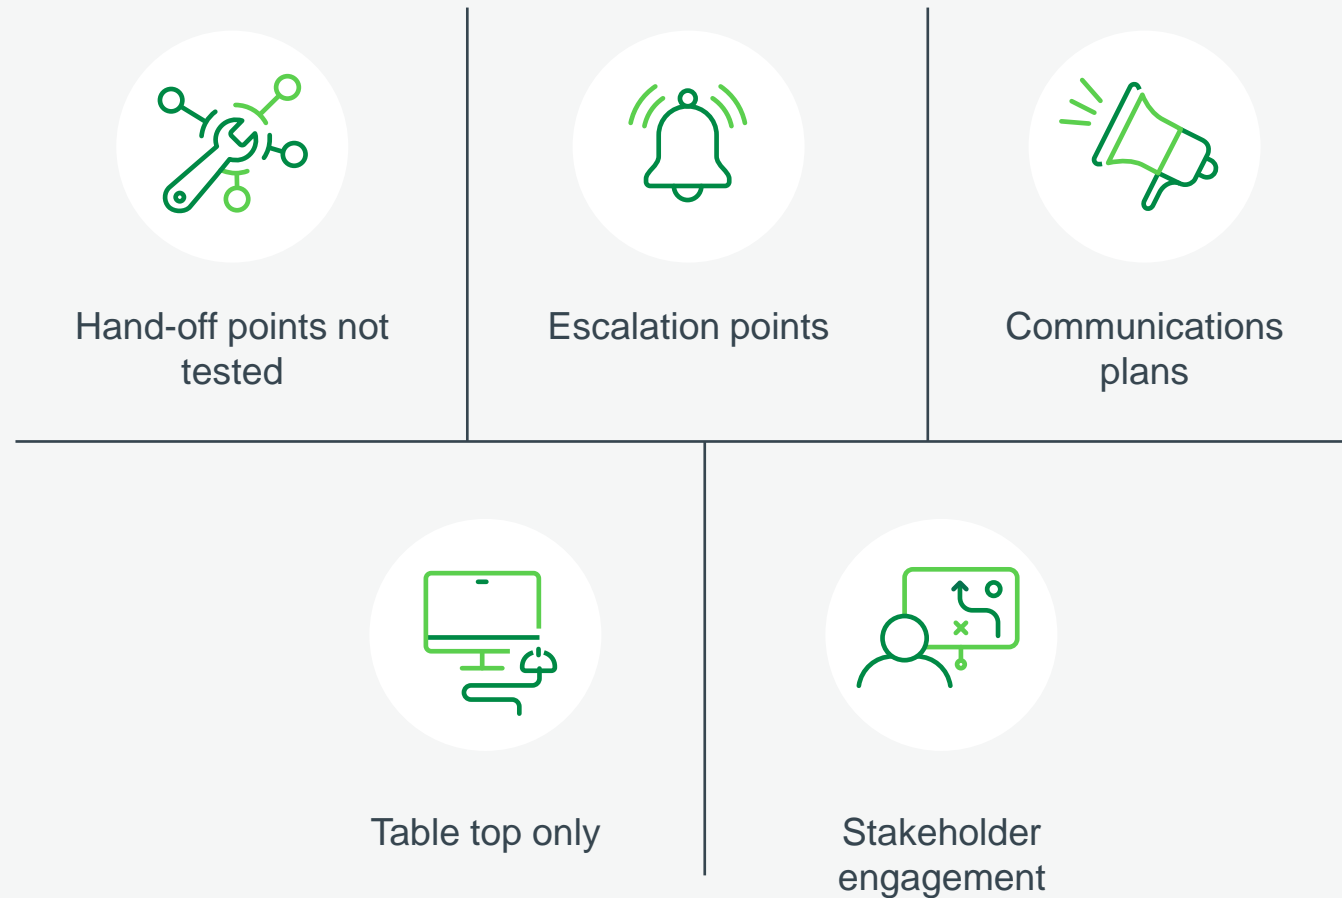 Hand-off points not
tested
Escalation points
Communications
plans
Table top only
Stakeholder
engagement